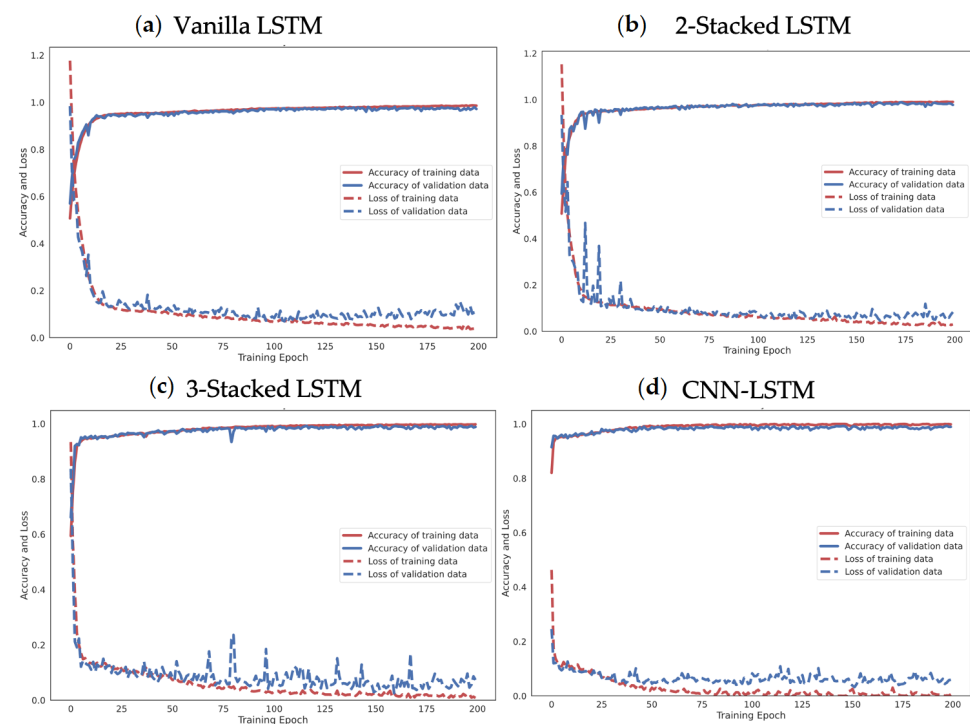 (a) Vanilla LSTM
1.2
1.0
0.8
0.6
0.4
0.2
0.0
Accuracy and Loss
Accuracy of training data
Accuracy of validation data
Loss of training data
Loss of validation data
0 25 50 75 100 125 150 175 200
Training Epoch
(b) 2-Stacked LSTM
1.2
1.0
0.8
0.6
0.4
0.2
0.0
Accuracy and Loss
Accuracy of training data
Accuracy of validation data
Loss of training data
Loss of validation data
0 25 50 75 100 125 150 175 200
Training Epoch
(c) 3-Stacked LSTM
1.0
0.8
0.6
0.4
0.2
0.0
Accuracy and Loss
Accuracy of training data
Accuracy of validation data
Loss of training data
Loss of validation data
0 25 50 75 100 125 150 175 200
Training Epoch
(d) CNN-LSTM
1.0
0.8
0.6
0.4
0.2
0.0
Accuracy and Loss
Accuracy of training data
Accuracy of validation data
Loss of training data
Loss of validation data
0 25 50 75 100 125 150 175 200
Training Epoch